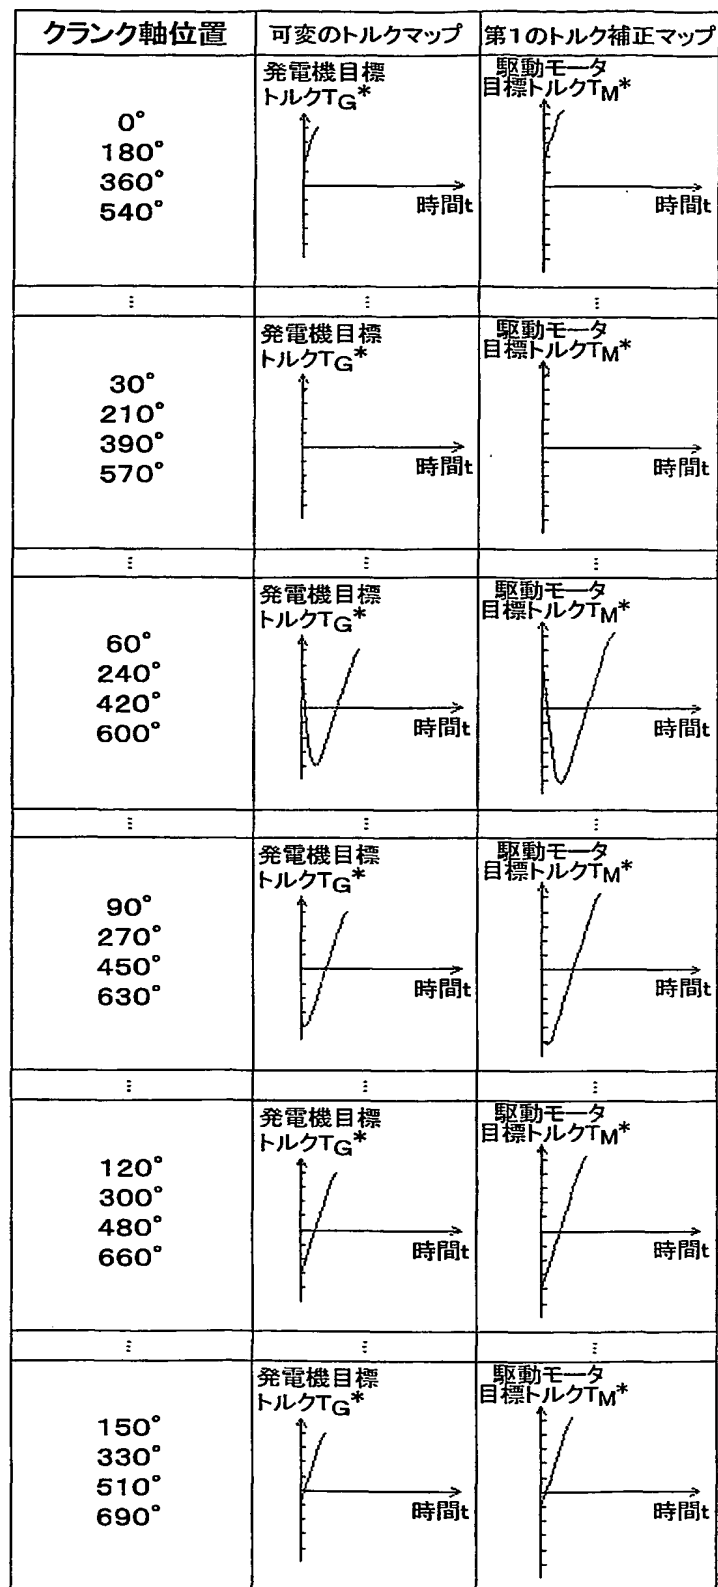 クランク軸位置 可変のトルクマップ 第1のトルク補正マップ
0°
180°
360°
540°
発電機目標
トルクTG*
時間t
駆動モータ
目標トルクTM*
時間t
⋮ ⋮ ⋮
30°
210°
390°
570°
発電機目標
トルクTG*
時間t
駆動モータ
目標トルクTM*
時間t
⋮ ⋮ ⋮
60°
240°
420°
600°
発電機目標
トルクTG*
時間t
駆動モータ
目標トルクTM*
時間t
⋮ ⋮ ⋮
90°
270°
450°
630°
発電機目標
トルクTG*
時間t
駆動モータ
目標トルクTM*
時間t
⋮ ⋮ ⋮
120°
300°
480°
660°
発電機目標
トルクTG*
時間t
駆動モータ
目標トルクTM*
時間t
⋮ ⋮ ⋮
150°
330°
510°
690°
発電機目標
トルクTG*
時間t
駆動モータ
目標トルクTM*
時間t